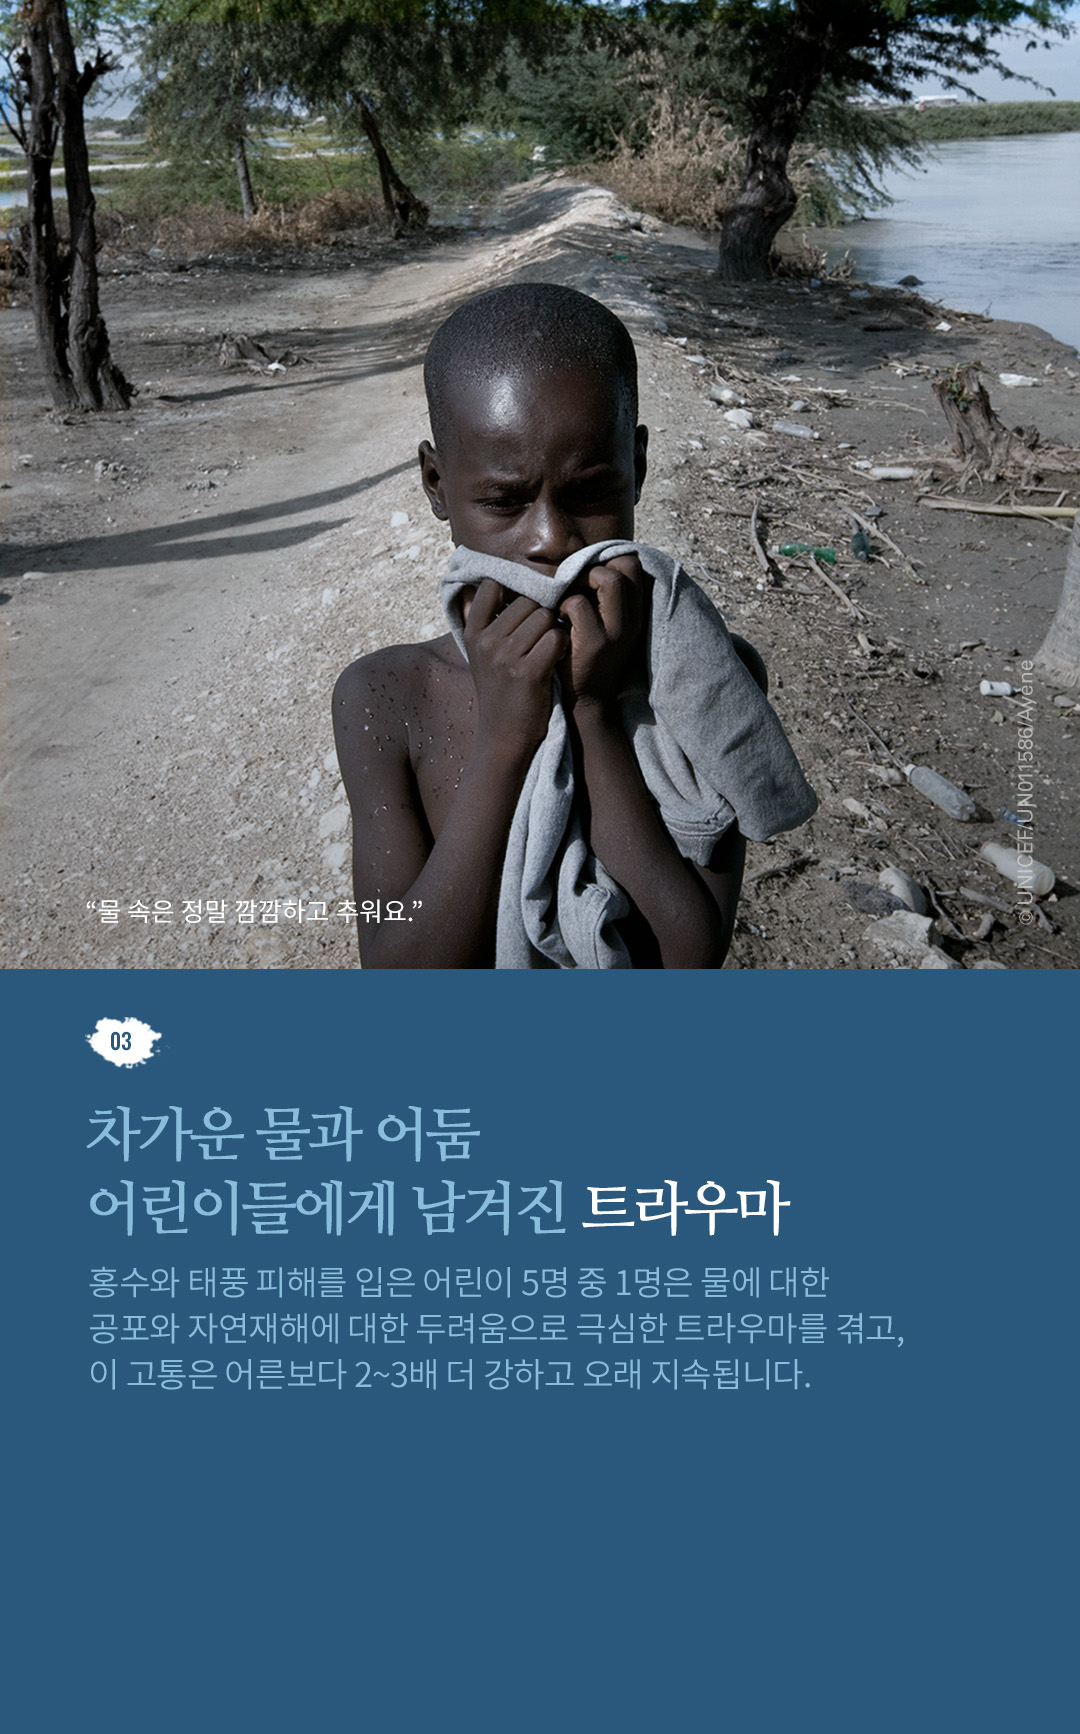 “물 속은 정말 깜깜하고 추워요.”
© UNICEF/UN011586/Ayene
03
차가운 물과 어둠
어린이들에게 남겨진 트라우마
홍수와 태풍 피해를 입은 어린이 5명 중 1명은 물에 대한
공포와 자연재해에 대한 두려움으로 극심한 트라우마를 겪고,
이 고통은 어른보다 2~3배 더 강하고 오래 지속됩니다.